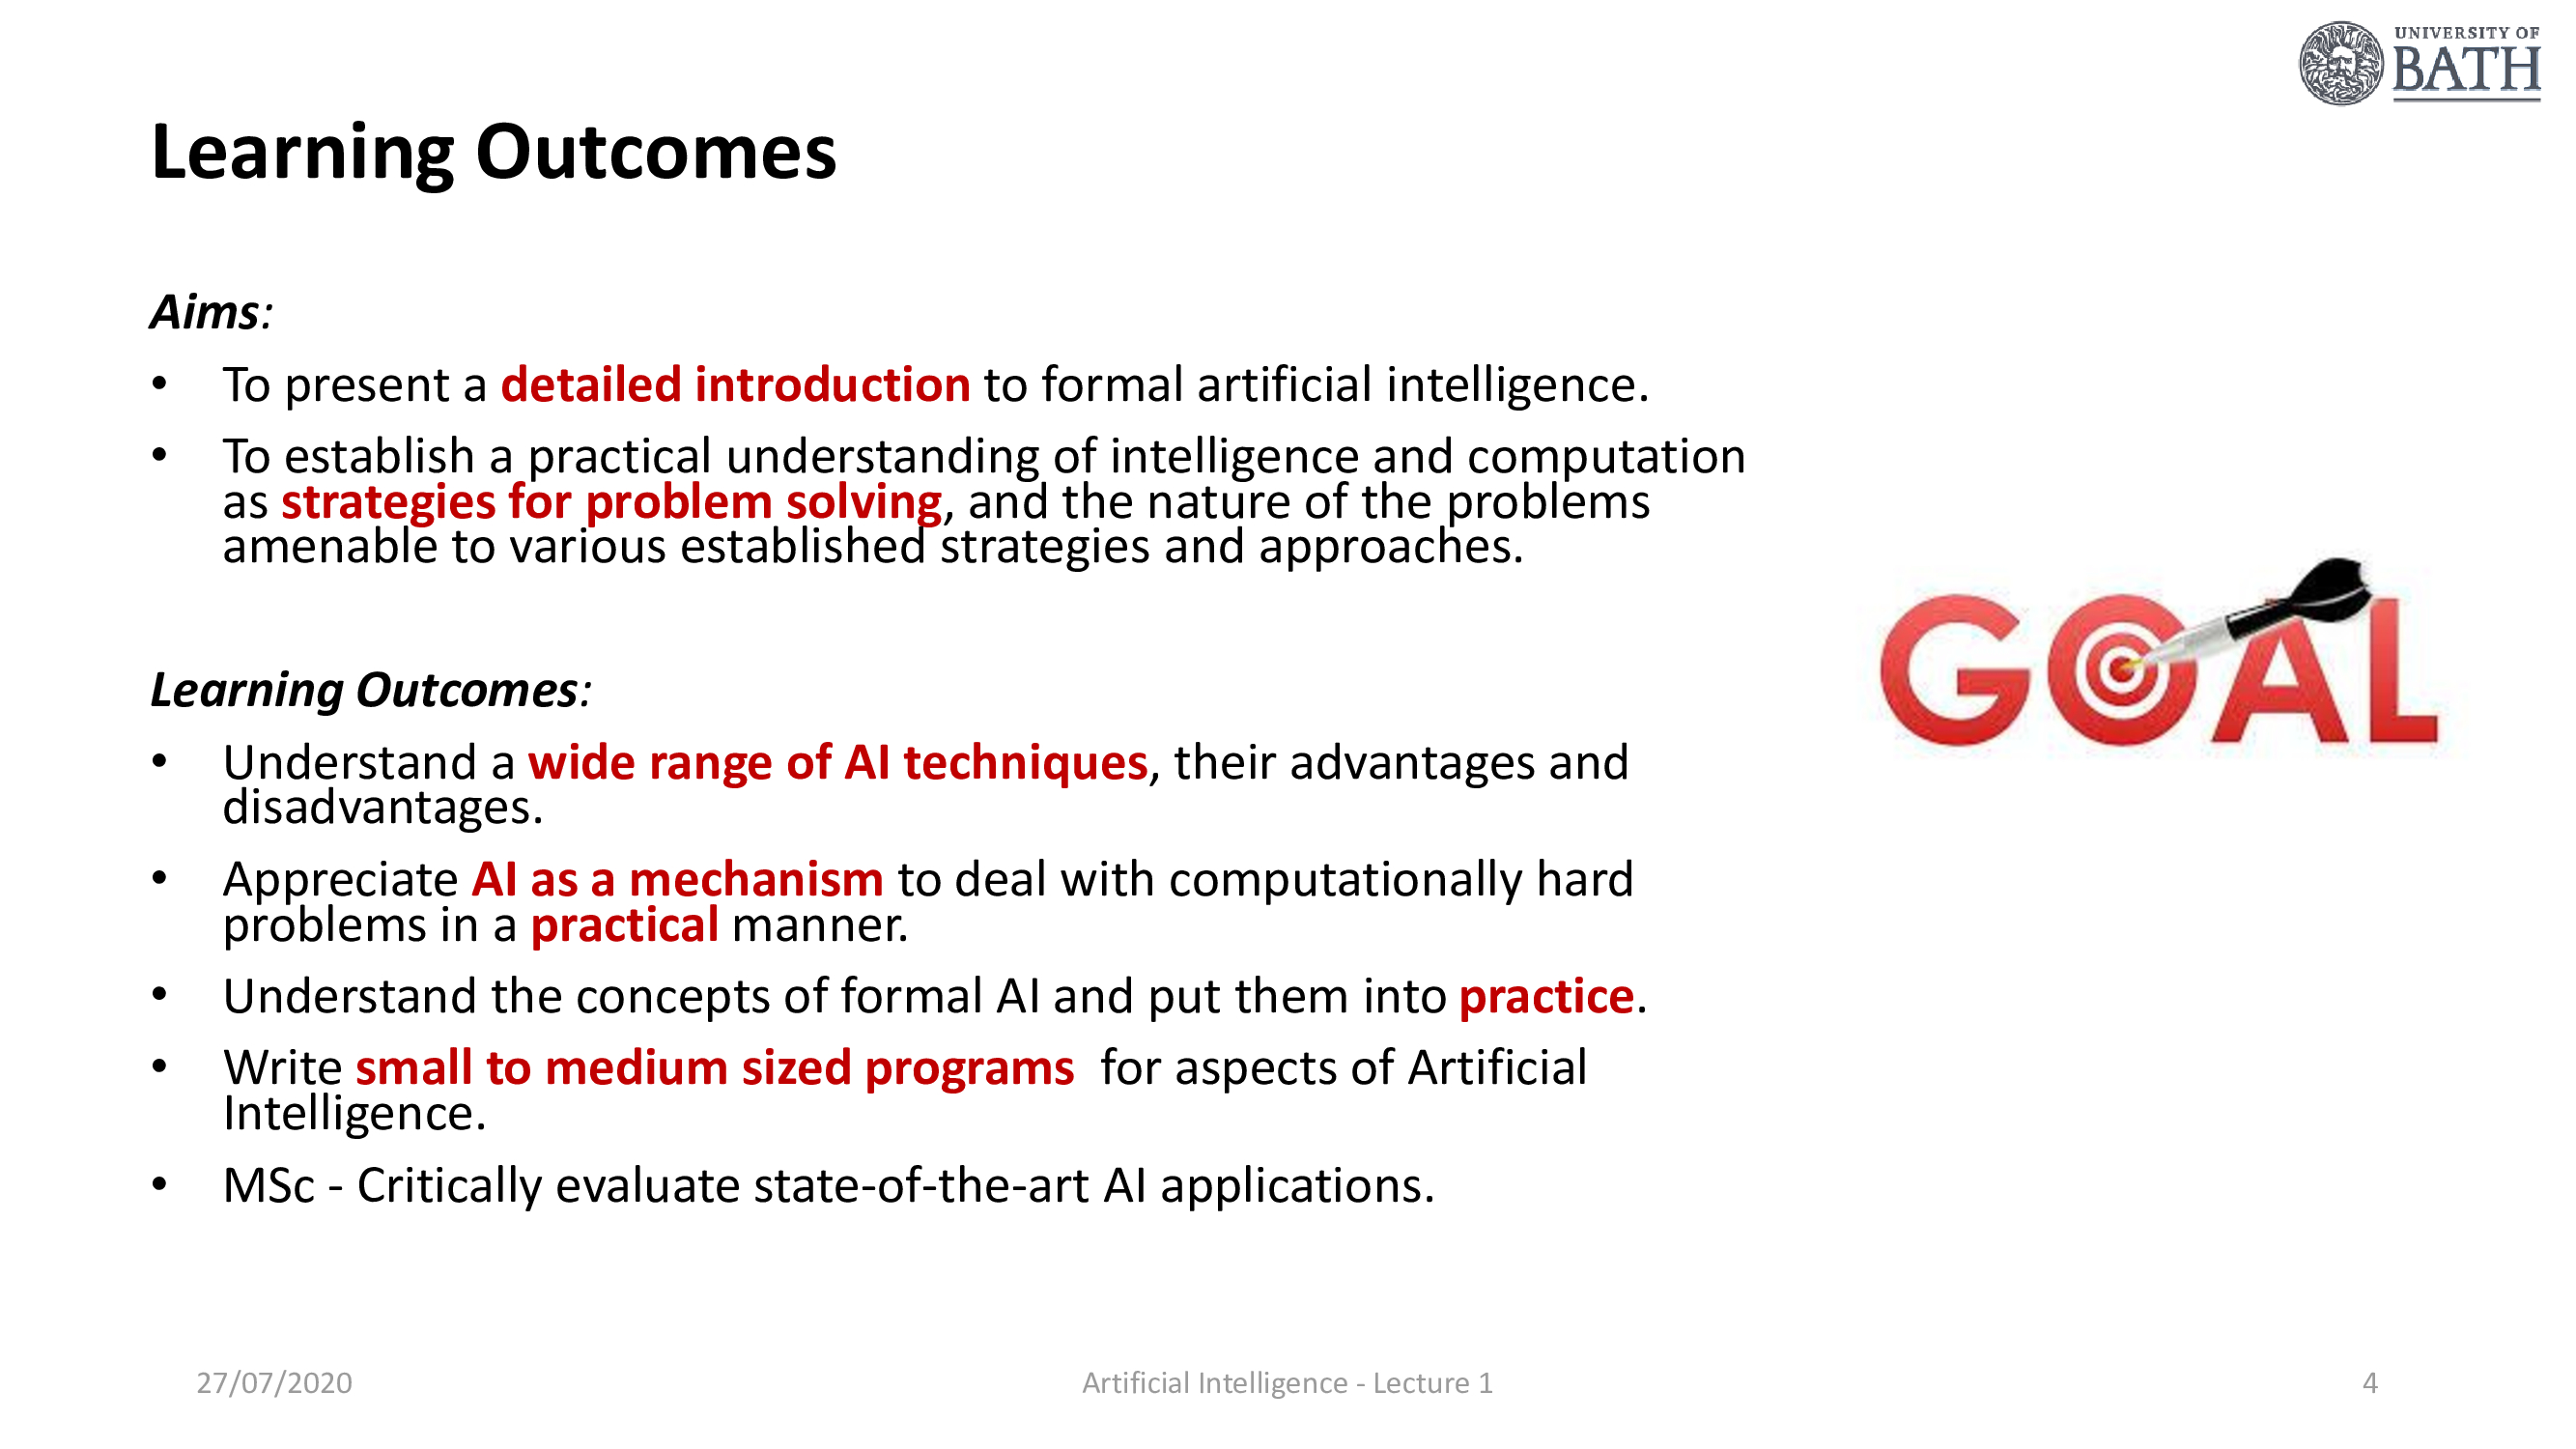 UNIVERSITY OF
BATH
Learning Outcomes
Aims:
• To present a detailed introduction to formal artificial intelligence.
• To establish a practical understanding of intelligence and computation
as strategies for problem solving, and the nature of the problems
amenable to various established strategies and approaches.
GOAL
Learning Outcomes:
• Understand a wide range of AI techniques, their advantages and
disadvantages.
• Appreciate AI as a mechanism to deal with computationally hard
problems in a practical manner.
• Understand the concepts of formal AI and put them into practice.
• Write small to medium sized programs  for aspects of Artificial
Intelligence.
• MSc - Critically evaluate state-of-the-art AI applications.
27/07/2020
Artificial Intelligence - Lecture 1
4